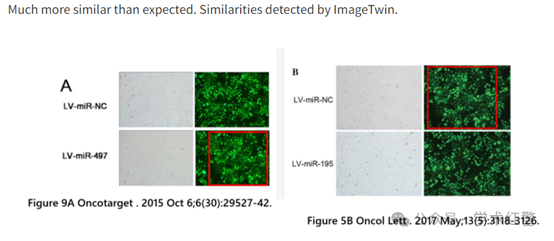 Much more similar than expected. Similarities detected by ImageTwin.
A
LV-miR-NC
LV-miR-497
Figure 9A Oncotarget . 2015 Oct 6;6(30):29527-42.
B
LV-miR-NC
LV-miR-195
Figure 5B Oncol Lett . 2017 May;13(5):3118-3126.